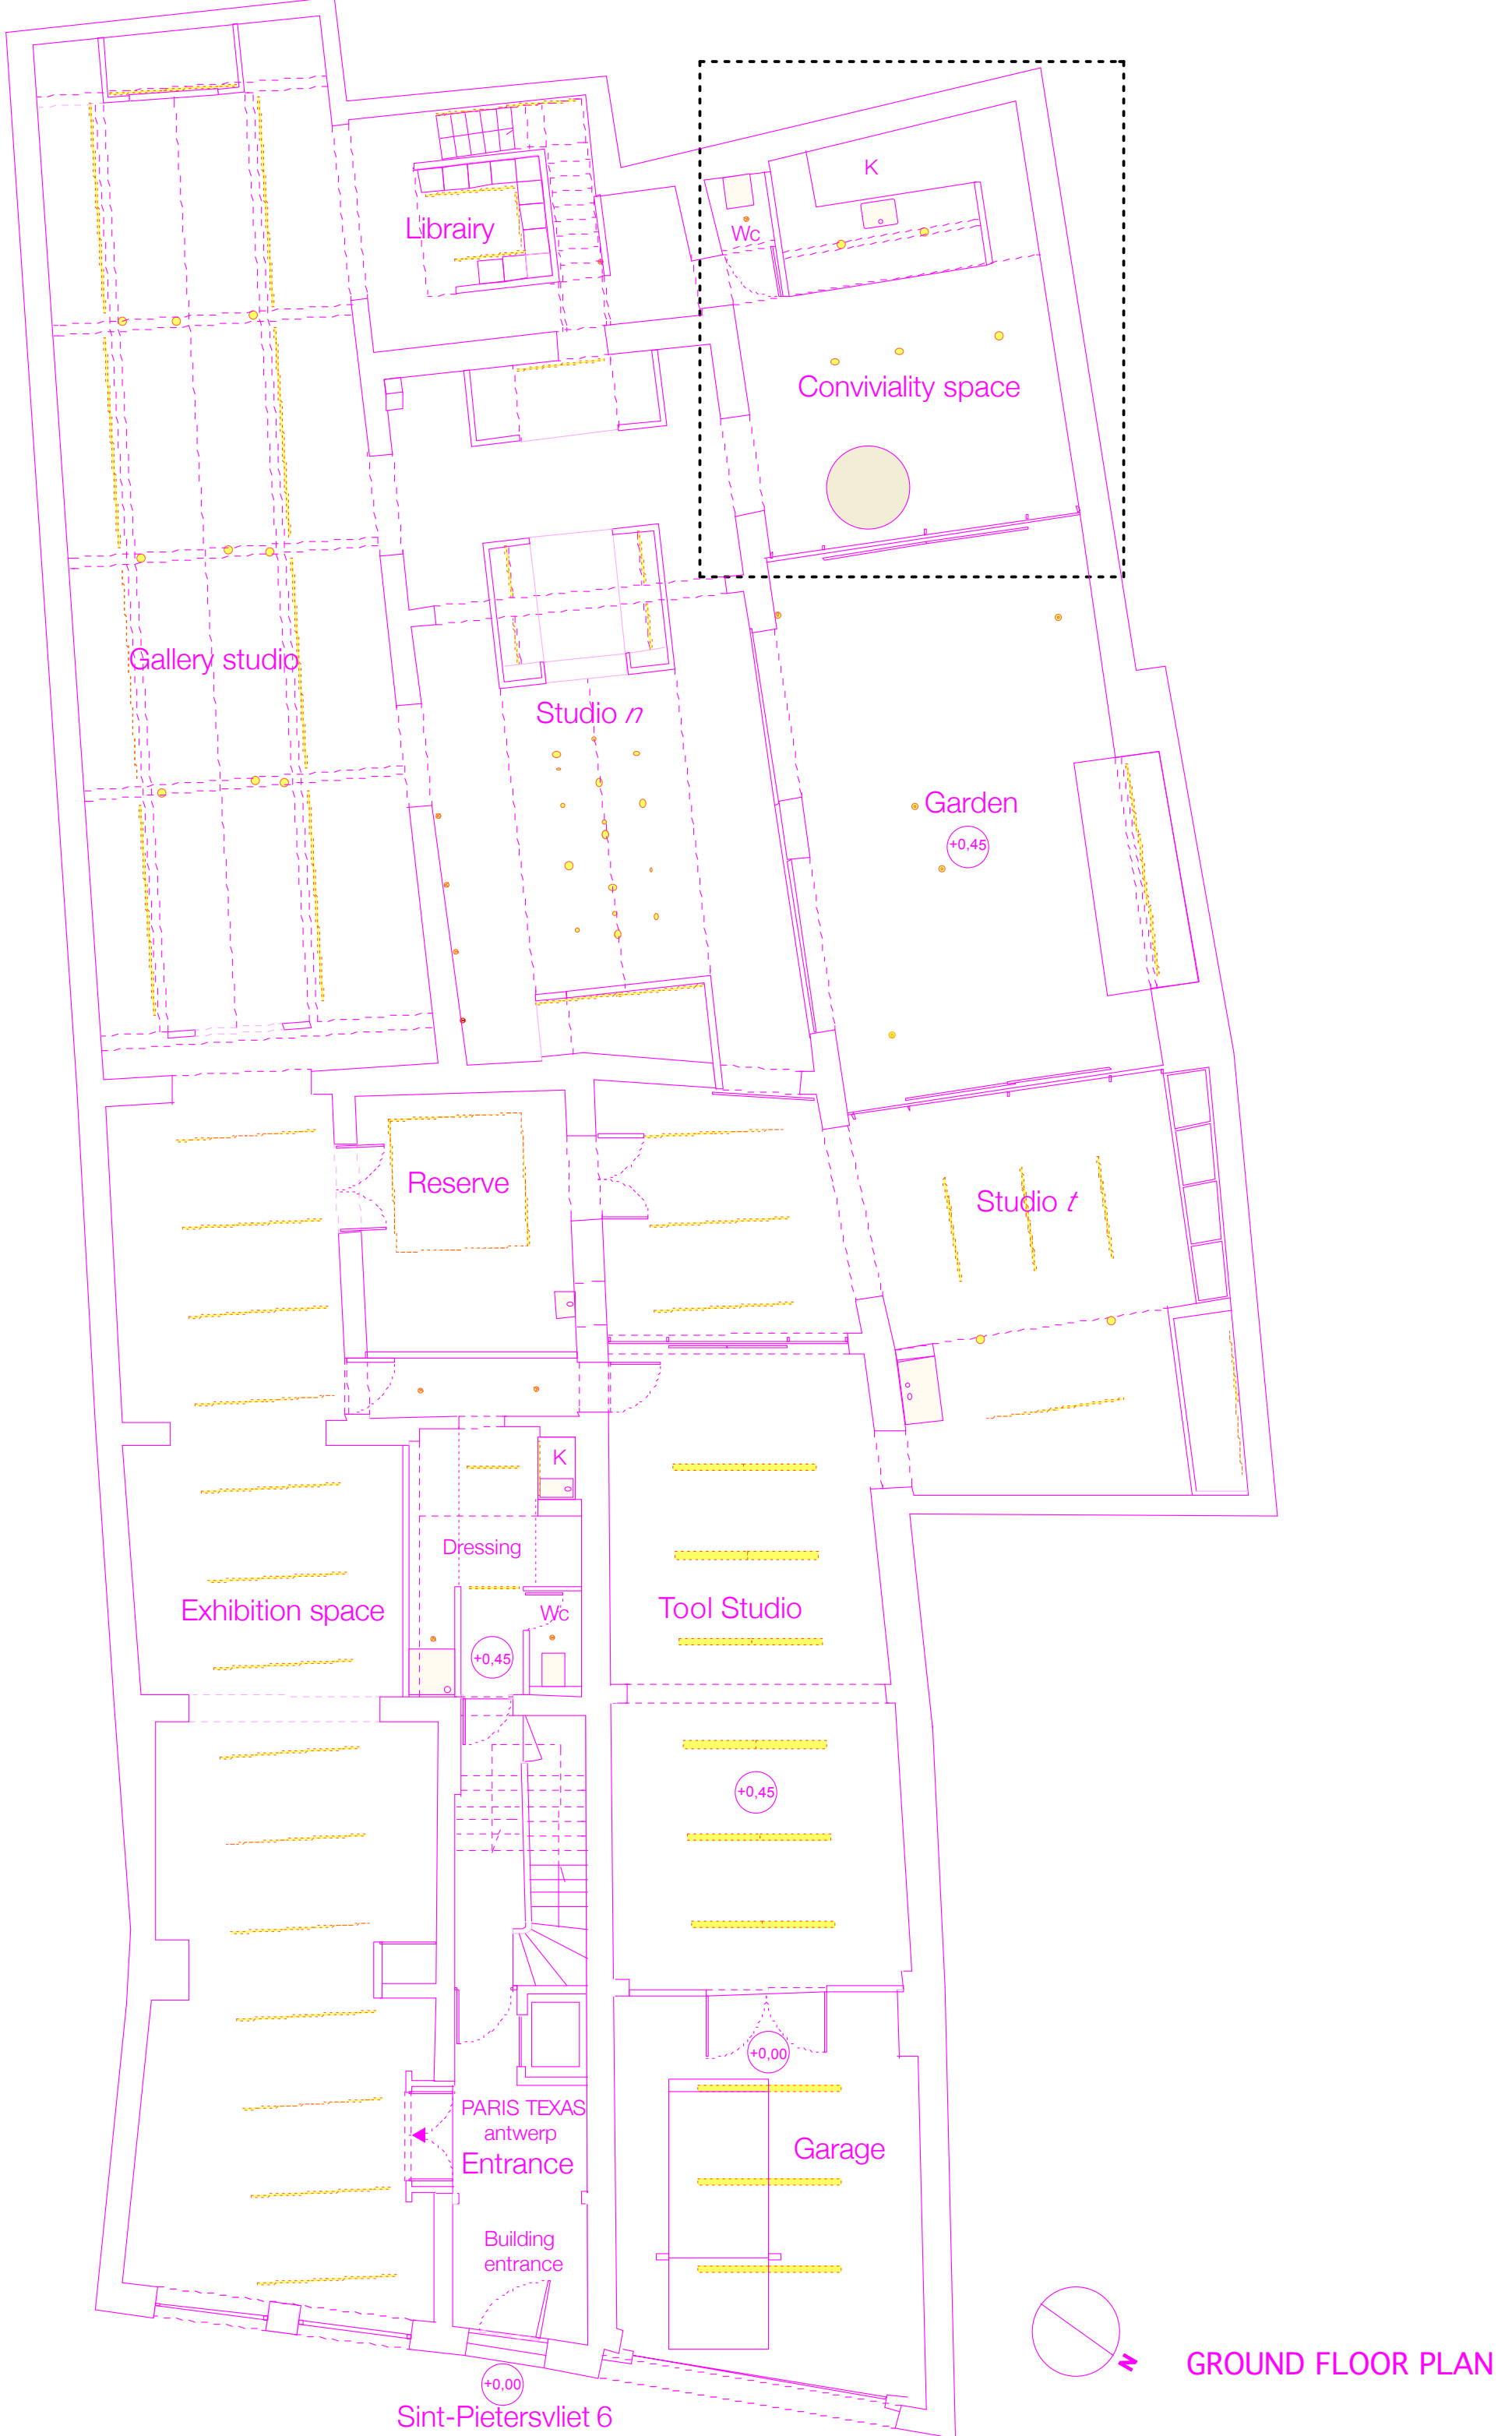 K
Librairy
Wc
Conviviality space
Gallery studio
Studio n
Garden
+0,45
Reserve
Studio t
K
Dressing
Exhibition space
Wc
Tool Studio
+0,45
+0,45
+0,00
PARIS TEXAS
antwerp
Entrance
Garage
Building
entrance
N
GROUND FLOOR PLAN
+0,00
Sint-Pietersvliet 6